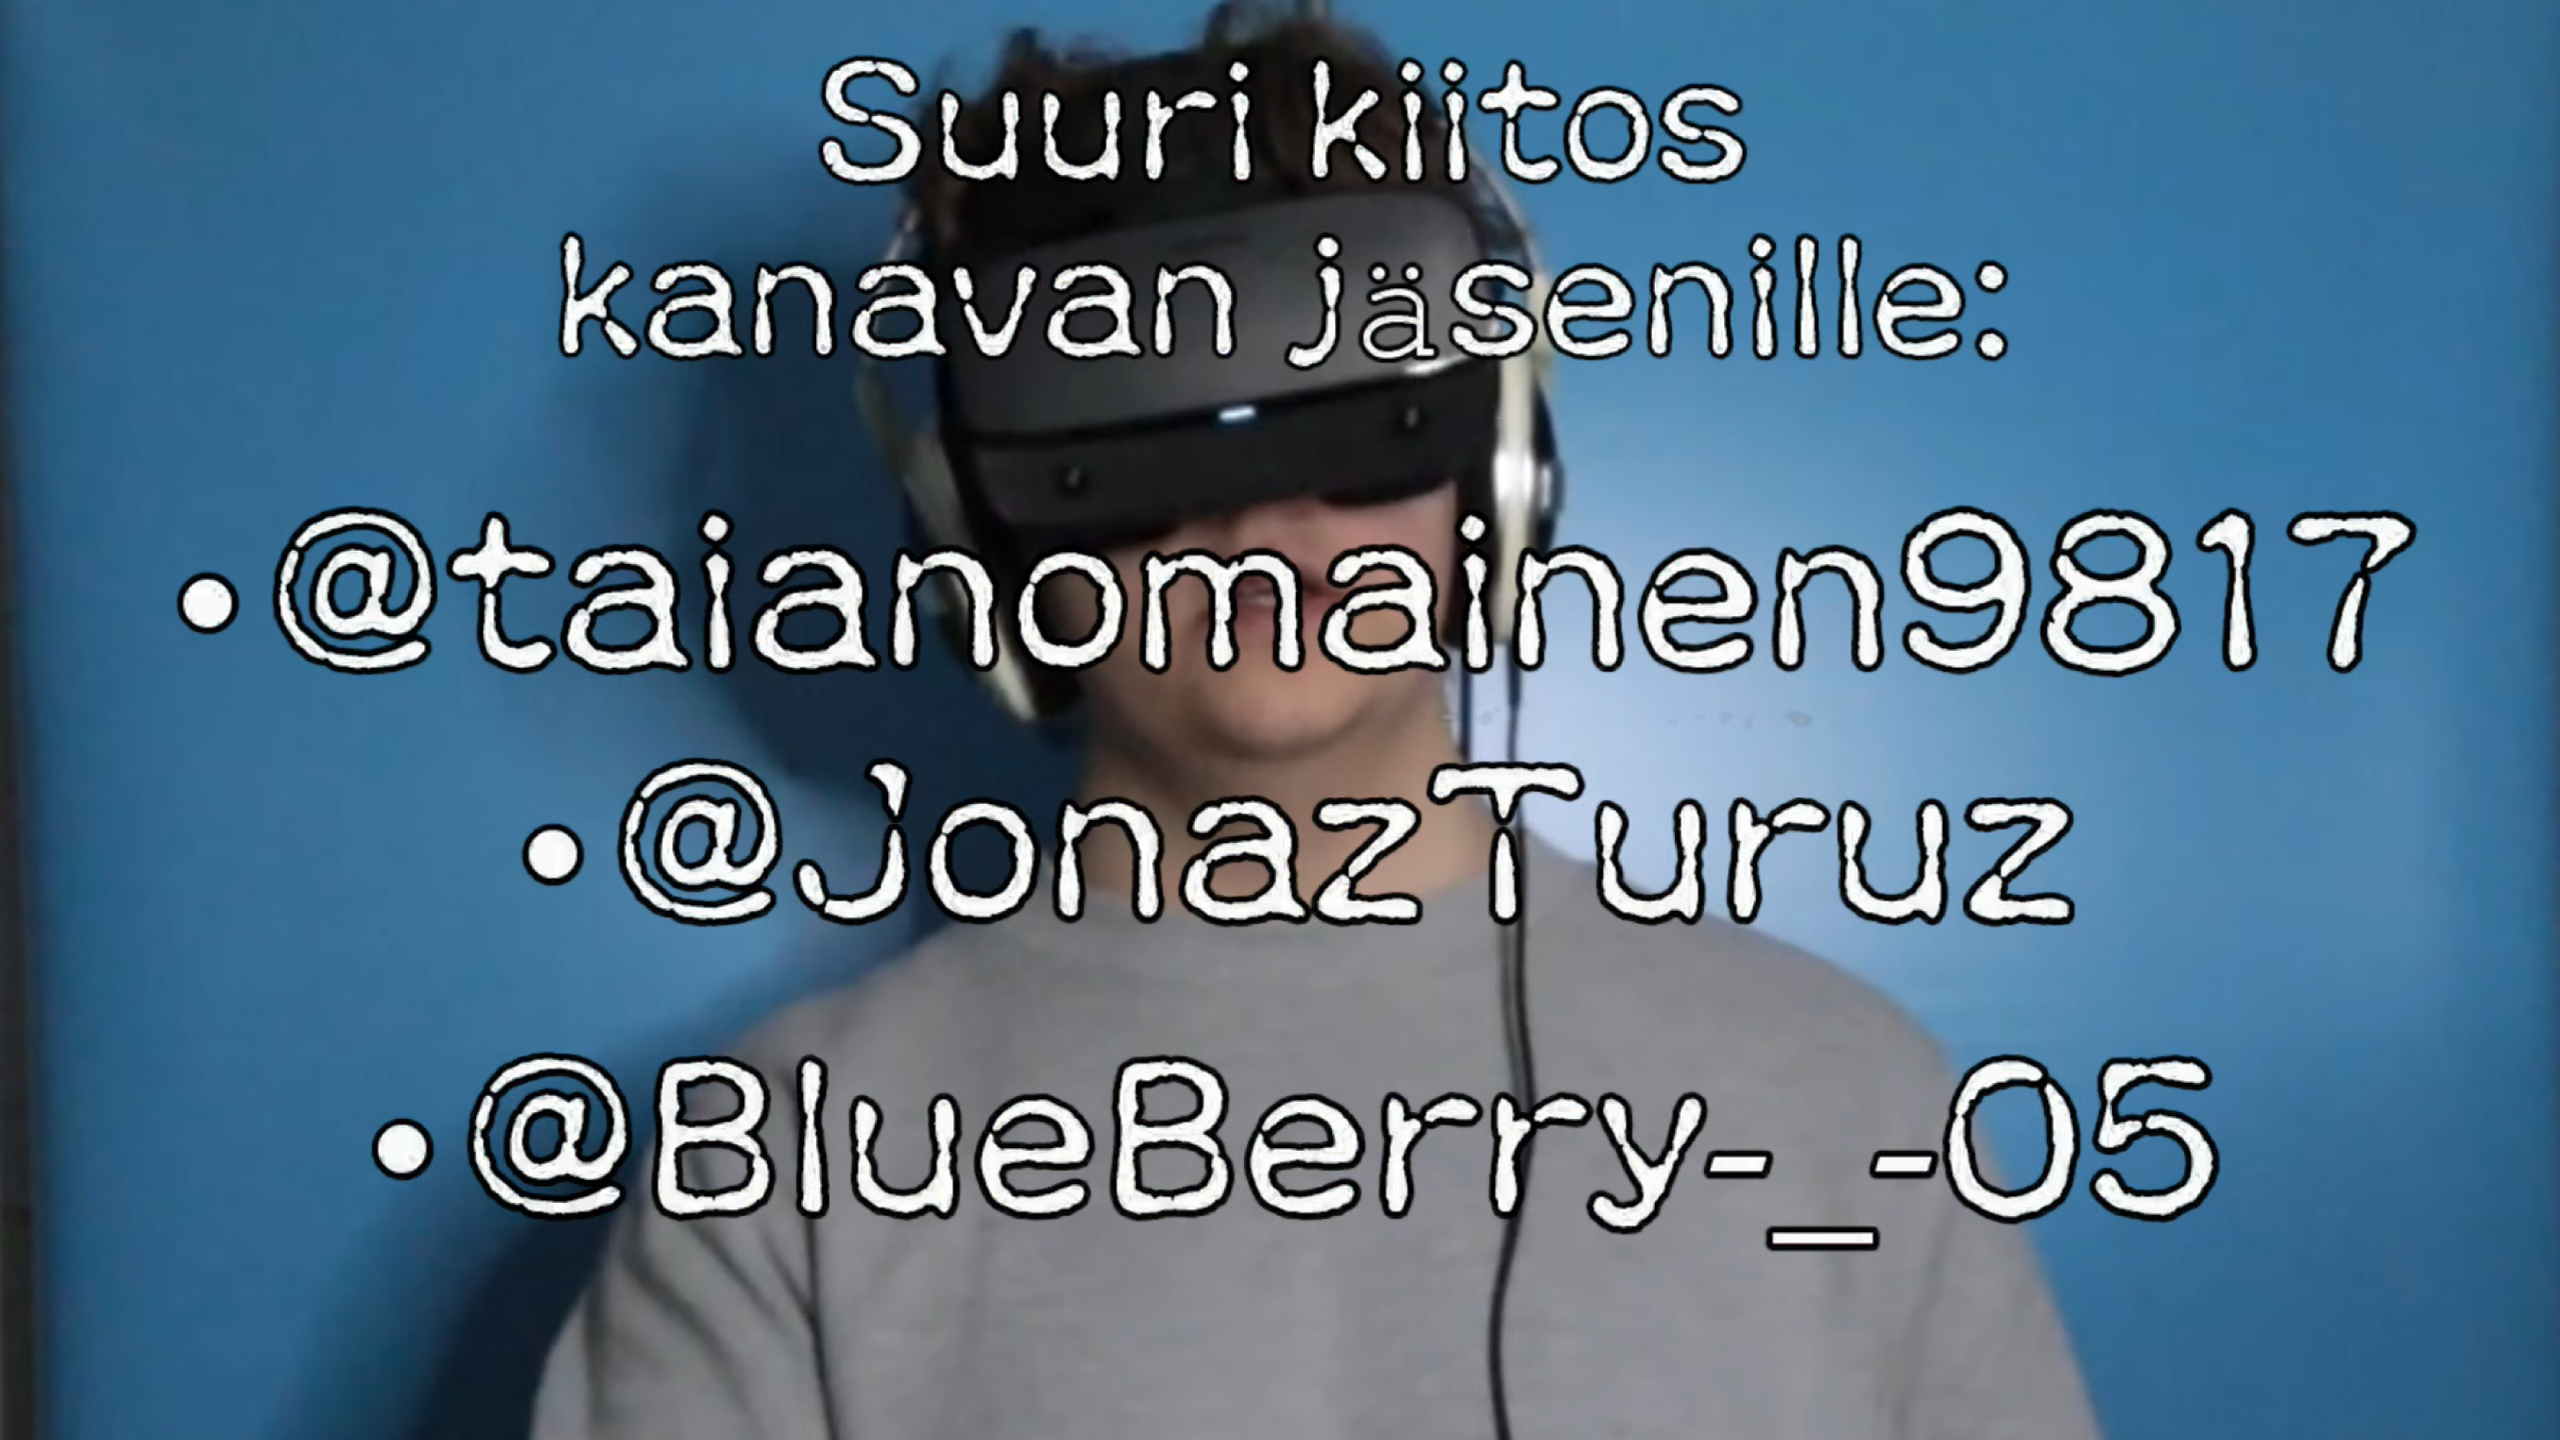 Suuri kiitos
kanavan jäsenille:
•@taianomainen9817
•@JonazTuruz
•@BlueBerry-_-05